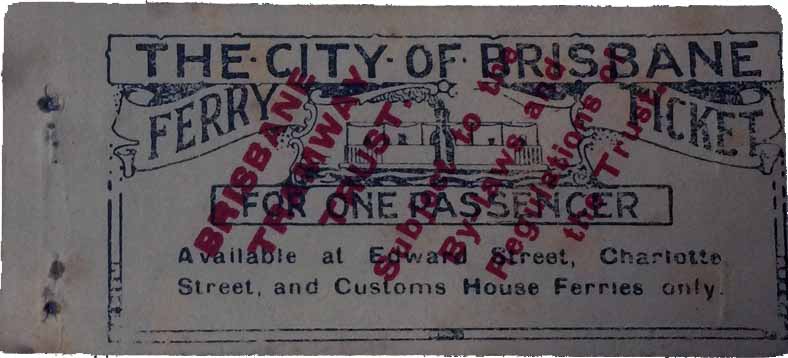 THE·CITY·OF·BRISBANE
FERRY TICKET
FOR ONE PASSENGER
Available at Edward Street, Charlotte
Street, and Customs House Ferries only.
BRISBANE
TRAMWAY
TRUST.
Subject to the
By-laws and
Regulations of
the Trust.